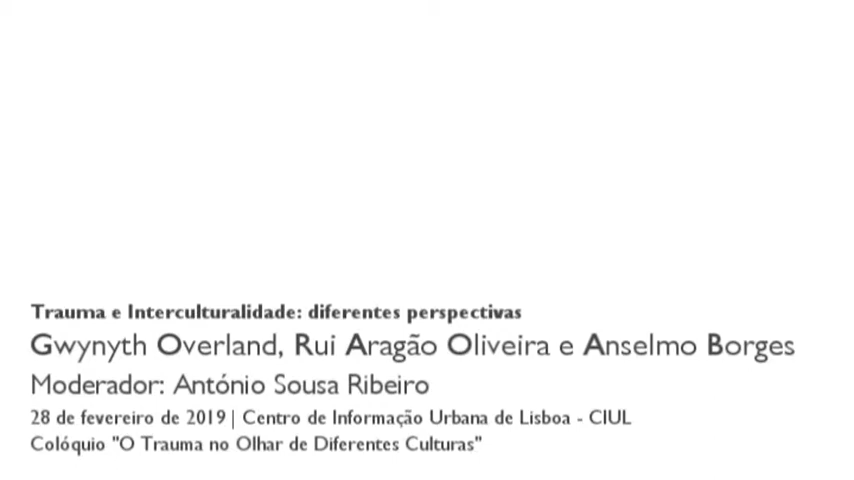 Trauma e Interculturalidade: diferentes perspectivas
Gwynyth Overland, Rui Aragão Oliveira e Anselmo Borges
Moderador: António Sousa Ribeiro
28 de fevereiro de 2019 | Centro de Informação Urbana de Lisboa - CIUL
Colóquio "O Trauma no Olhar de Diferentes Culturas"